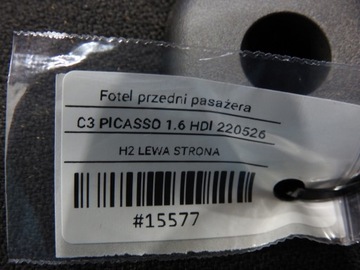 Fotel przedni pasażera
C3 PICASSO 1.6 HDI 220526
H2 LEWA STRONA
#15577